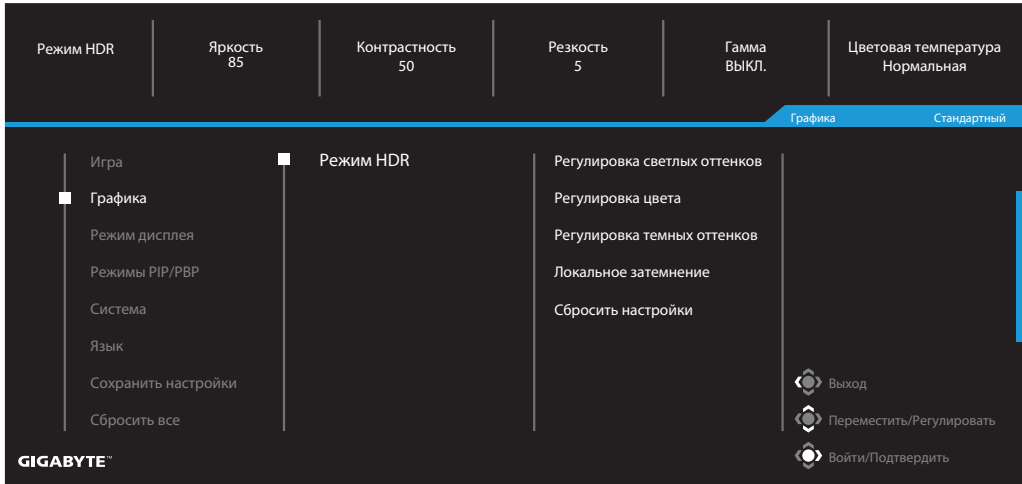 Режим HDR
Яркость
85
Контрастность
50
Резкость
5
Гамма
ВЫКЛ.
Цветовая температура
Нормальная
Графика
Стандартный
Игра
Графика
Режим дисплея
Режимы PIP/PBP
Система
Язык
Сохранить настройки
Сбросить все
Режим HDR
Регулировка светлых оттенков
Регулировка цвета
Регулировка темных оттенков
Локальное затемнение
Сбросить настройки
Выход
Переместить/Регулировать
Войти/Подтвердить
GIGABYTE™